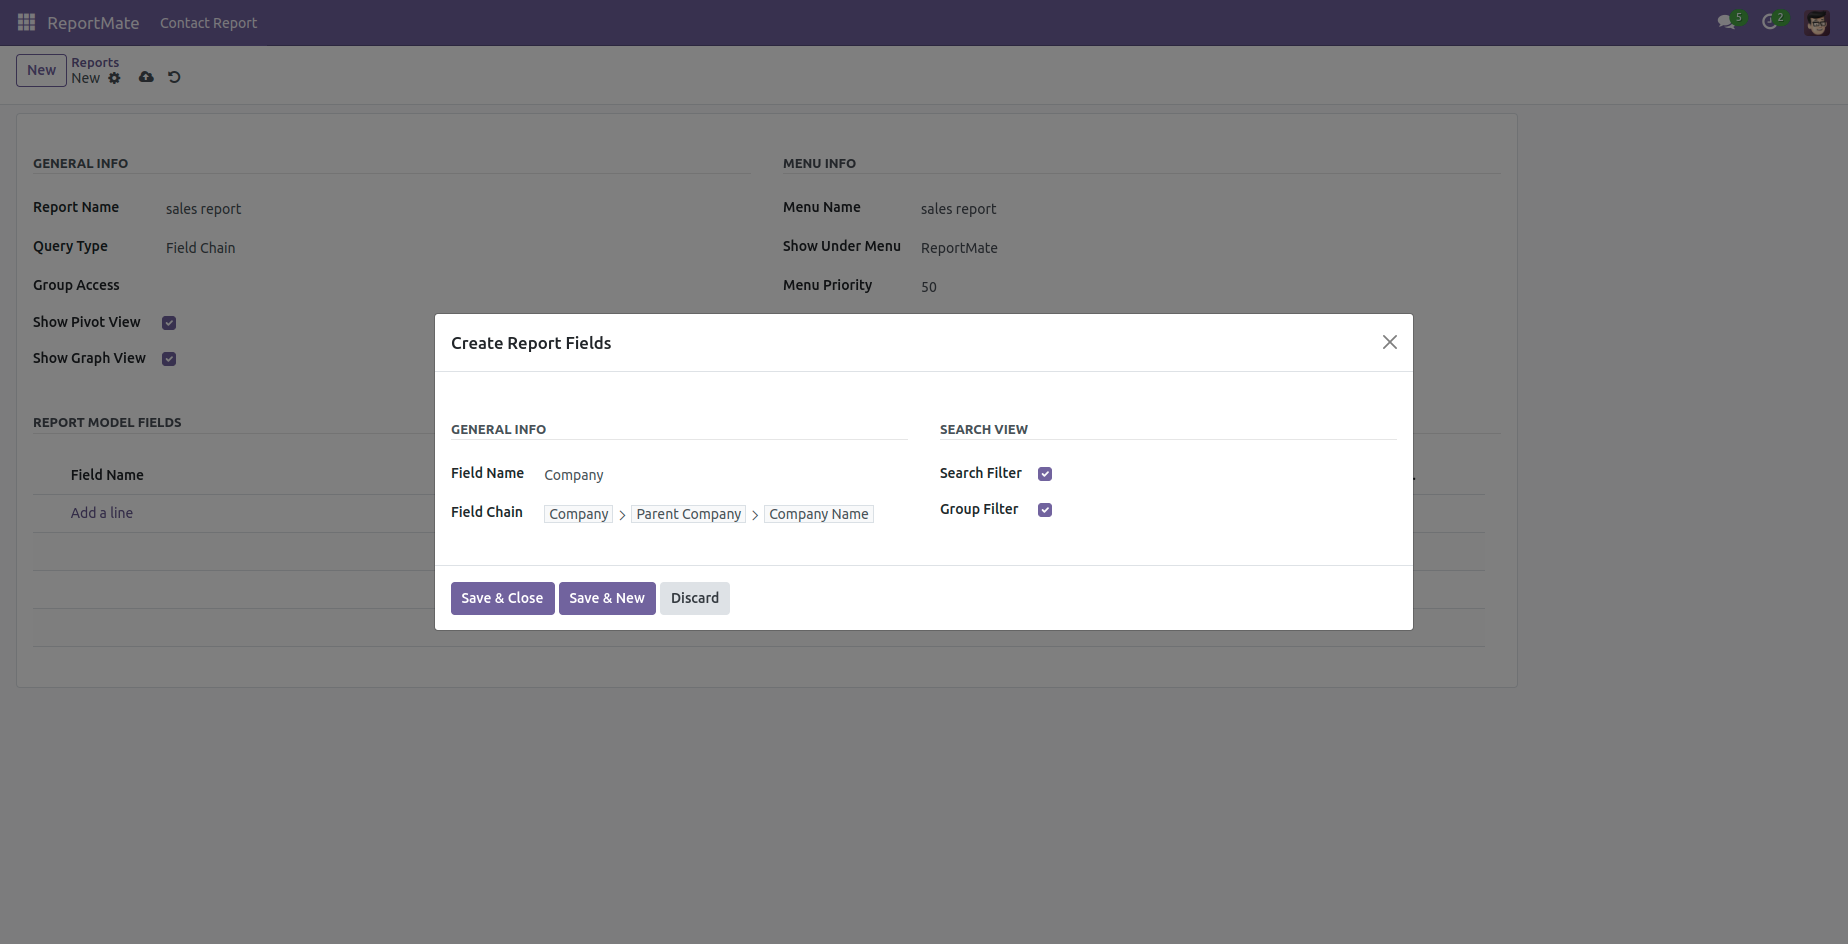 ReportMate Contact Report 5 2
New Reports
New
GENERAL INFO MENU INFO
Report Name sales report Menu Name sales report
Query Type Field Chain Show Under Menu ReportMate
Group Access Menu Priority 50
Show Pivot View
Show Graph View
REPORT MODEL FIELDS
Field Name
Add a line
Create Report Fields
GENERAL INFO SEARCH VIEW
Field Name Company Search Filter
Field Chain Company > Parent Company > Company Name Group Filter
Save & Close Save & New Discard